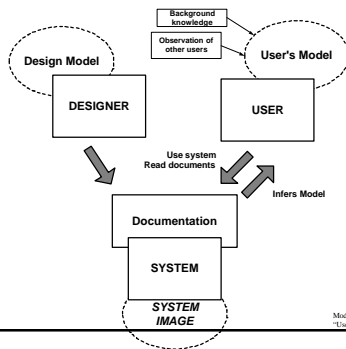 Background
knowledge
Observation of
other users
Design Model
User's Model
DESIGNER
USER
Use system
Read documents
Infers Model
Documentation
SYSTEM
SYSTEM
IMAGE